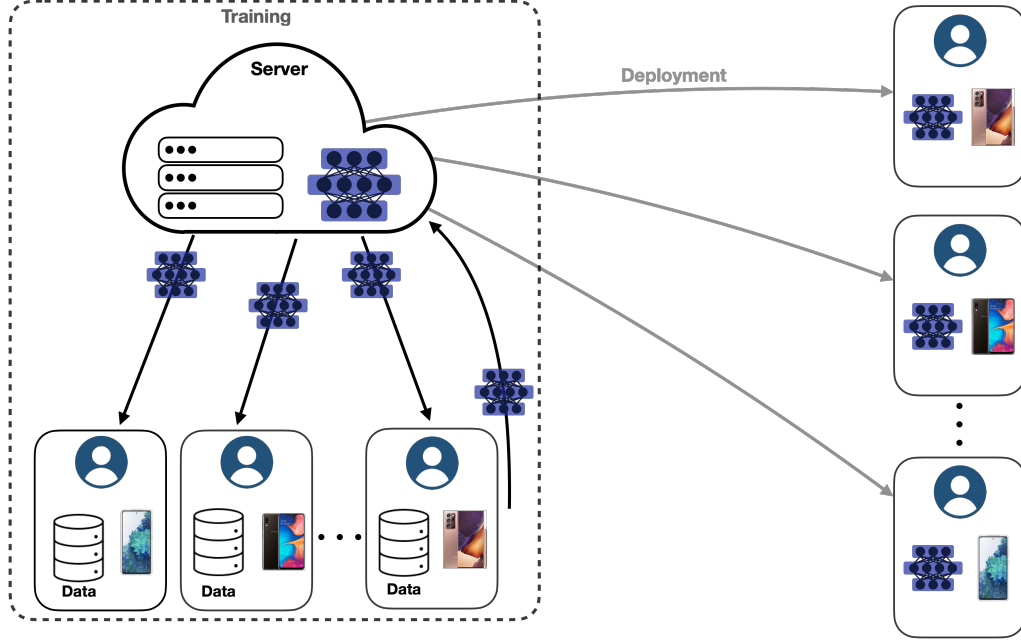 Training
Server
Deployment
Data
Data
Data